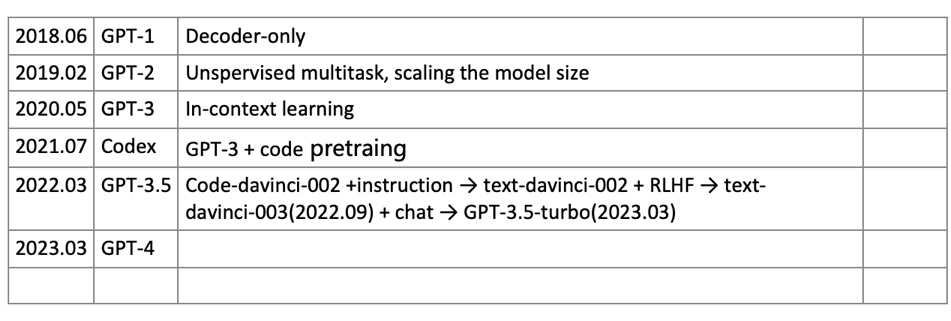 2018.06 GPT-1 Decoder-only
2019.02 GPT-2 Unspervised multitask, scaling the model size
2020.05 GPT-3 In-context learning
2021.07 Codex GPT-3 + code pretraing
2022.03 GPT-3.5 Code-davinci-002 +instruction → text-davinci-002 + RLHF → text-
davinci-003(2022.09) + chat → GPT-3.5-turbo(2023.03)
2023.03 GPT-4